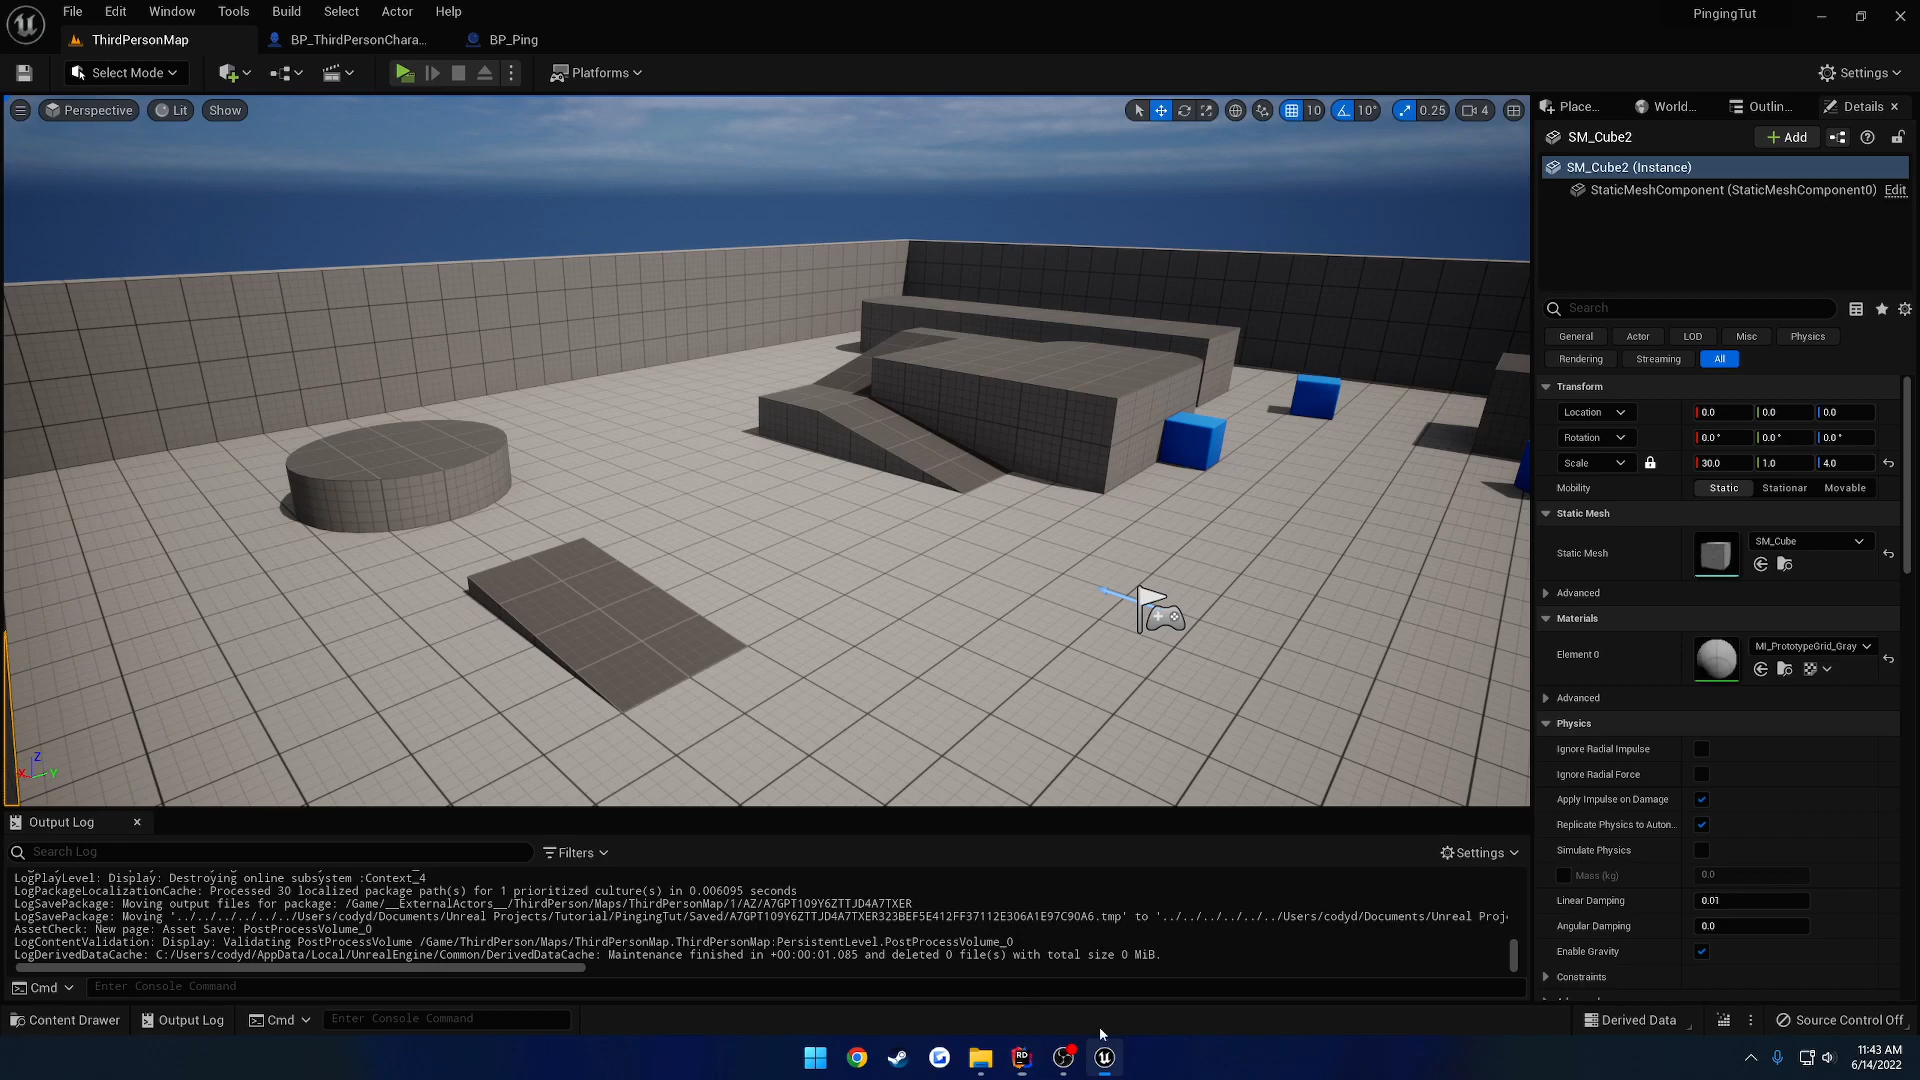 File Edit Window Tools Build Select Actor Help
PingingTut
ThirdPersonMap
BP_ThirdPersonChara...
BP_Ping
Select Mode
Platforms
Settings
Perspective
Lit
Show
10
10°
0.25
4
Place...
World...
Outlin...
Details
SM_Cube2
Add
SM_Cube2 (Instance)
StaticMeshComponent (StaticMeshComponent0) Edit
Search
General Actor LOD Misc Physics
Rendering Streaming All
Transform
Location 0.0 0.0 0.0
Rotation 0.0° 0.0° 0.0°
Scale 30.0 1.0 4.0
Mobility Static Stationar Movable
Static Mesh
Static Mesh SM_Cube
Advanced
Materials
Element 0 MI_PrototypeGrid_Gray
Advanced
Physics
Ignore Radial Impulse
Ignore Radial Force
Apply Impulse on Damage
Replicate Physics to Auton...
Simulate Physics
Mass (kg) 0.0
Linear Damping 0.01
Angular Damping 0.0
Enable Gravity
Constraints
X Y Z
Output Log
Search Log
Filters
Settings
LogPlayLevel: Display: Destroying online subsystem :Context_4
LogPackageLocalizationCache: Processed 30 localized package path(s) for 1 prioritized culture(s) in 0.006095 seconds
LogSavePackage: Moving output files for package: /Game/__ExternalActors__/ThirdPerson/Maps/ThirdPersonMap/1/AZ/A7GPT1O9Y6ZTTJD4A7TXER
LogSavePackage: Moving '../../../../../../Users/codyd/Documents/Unreal Projects/Tutorial/PingingTut/Saved/A7GPT1O9Y6ZTTJD4A7TXER323BEF5E412FF37112E306A1E97C90A6.tmp' to '../../../../../../Users/codyd/Documents/Unreal Proj
AssetCheck: New page: Asset Save: PostProcessVolume_0
LogContentValidation: Display: Validating PostProcessVolume /Game/ThirdPerson/Maps/ThirdPersonMap.ThirdPersonMap:PersistentLevel.PostProcessVolume_0
LogDerivedDataCache: C:/Users/codyd/AppData/Local/UnrealEngine/Common/DerivedDataCache: Maintenance finished in +00:00:01.085 and deleted 0 file(s) with total size 0 MiB.
Cmd Enter Console Command
Content Drawer
Output Log
Cmd
Enter Console Command
Derived Data
Source Control Off
RD
11:43 AM
6/14/2022